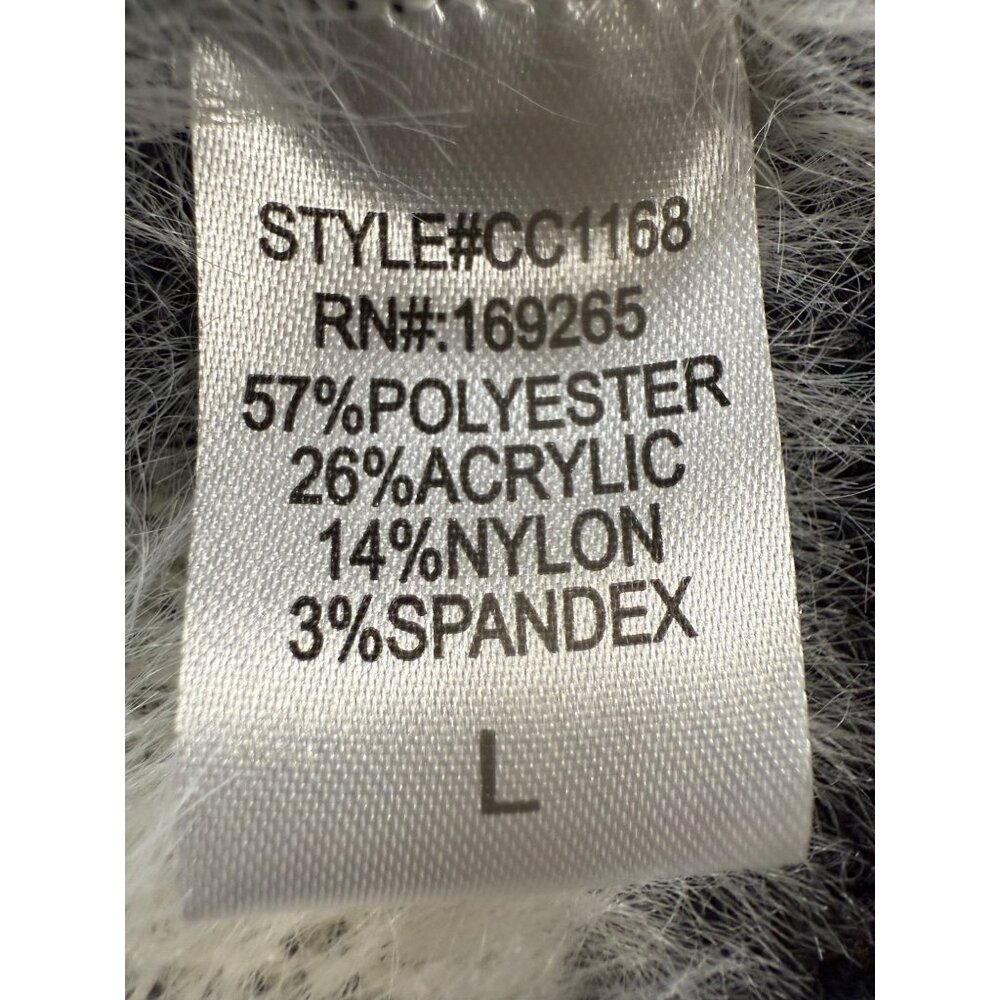 STYLE#CC1168
RN#:169265
57%POLYESTER
26%ACRYLIC
14%NYLON
3%SPANDEX
L